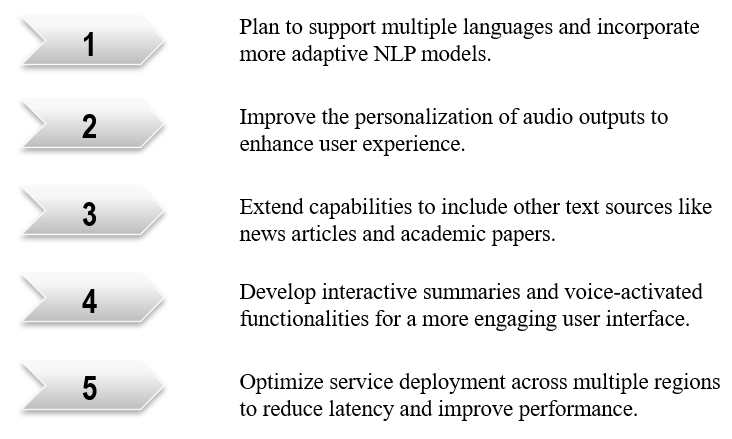 1
Plan to support multiple languages and incorporate
more adaptive NLP models.
2
Improve the personalization of audio outputs to
enhance user experience.
3
Extend capabilities to include other text sources like
news articles and academic papers.
4
Develop interactive summaries and voice-activated
functionalities for a more engaging user interface.
5
Optimize service deployment across multiple regions
to reduce latency and improve performance.